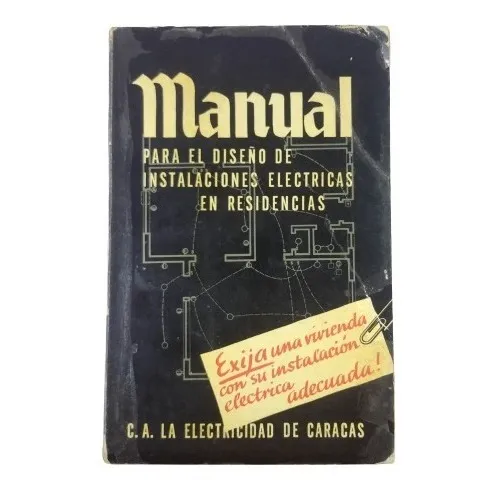 Manual
PARA EL DISEÑO DE
INSTALACIONES ELECTRICAS
EN RESIDENCIAS
Exija una vivienda
con su instalación
electrica adecuada!
C.A. LA ELECTRICIDAD DE CARACAS